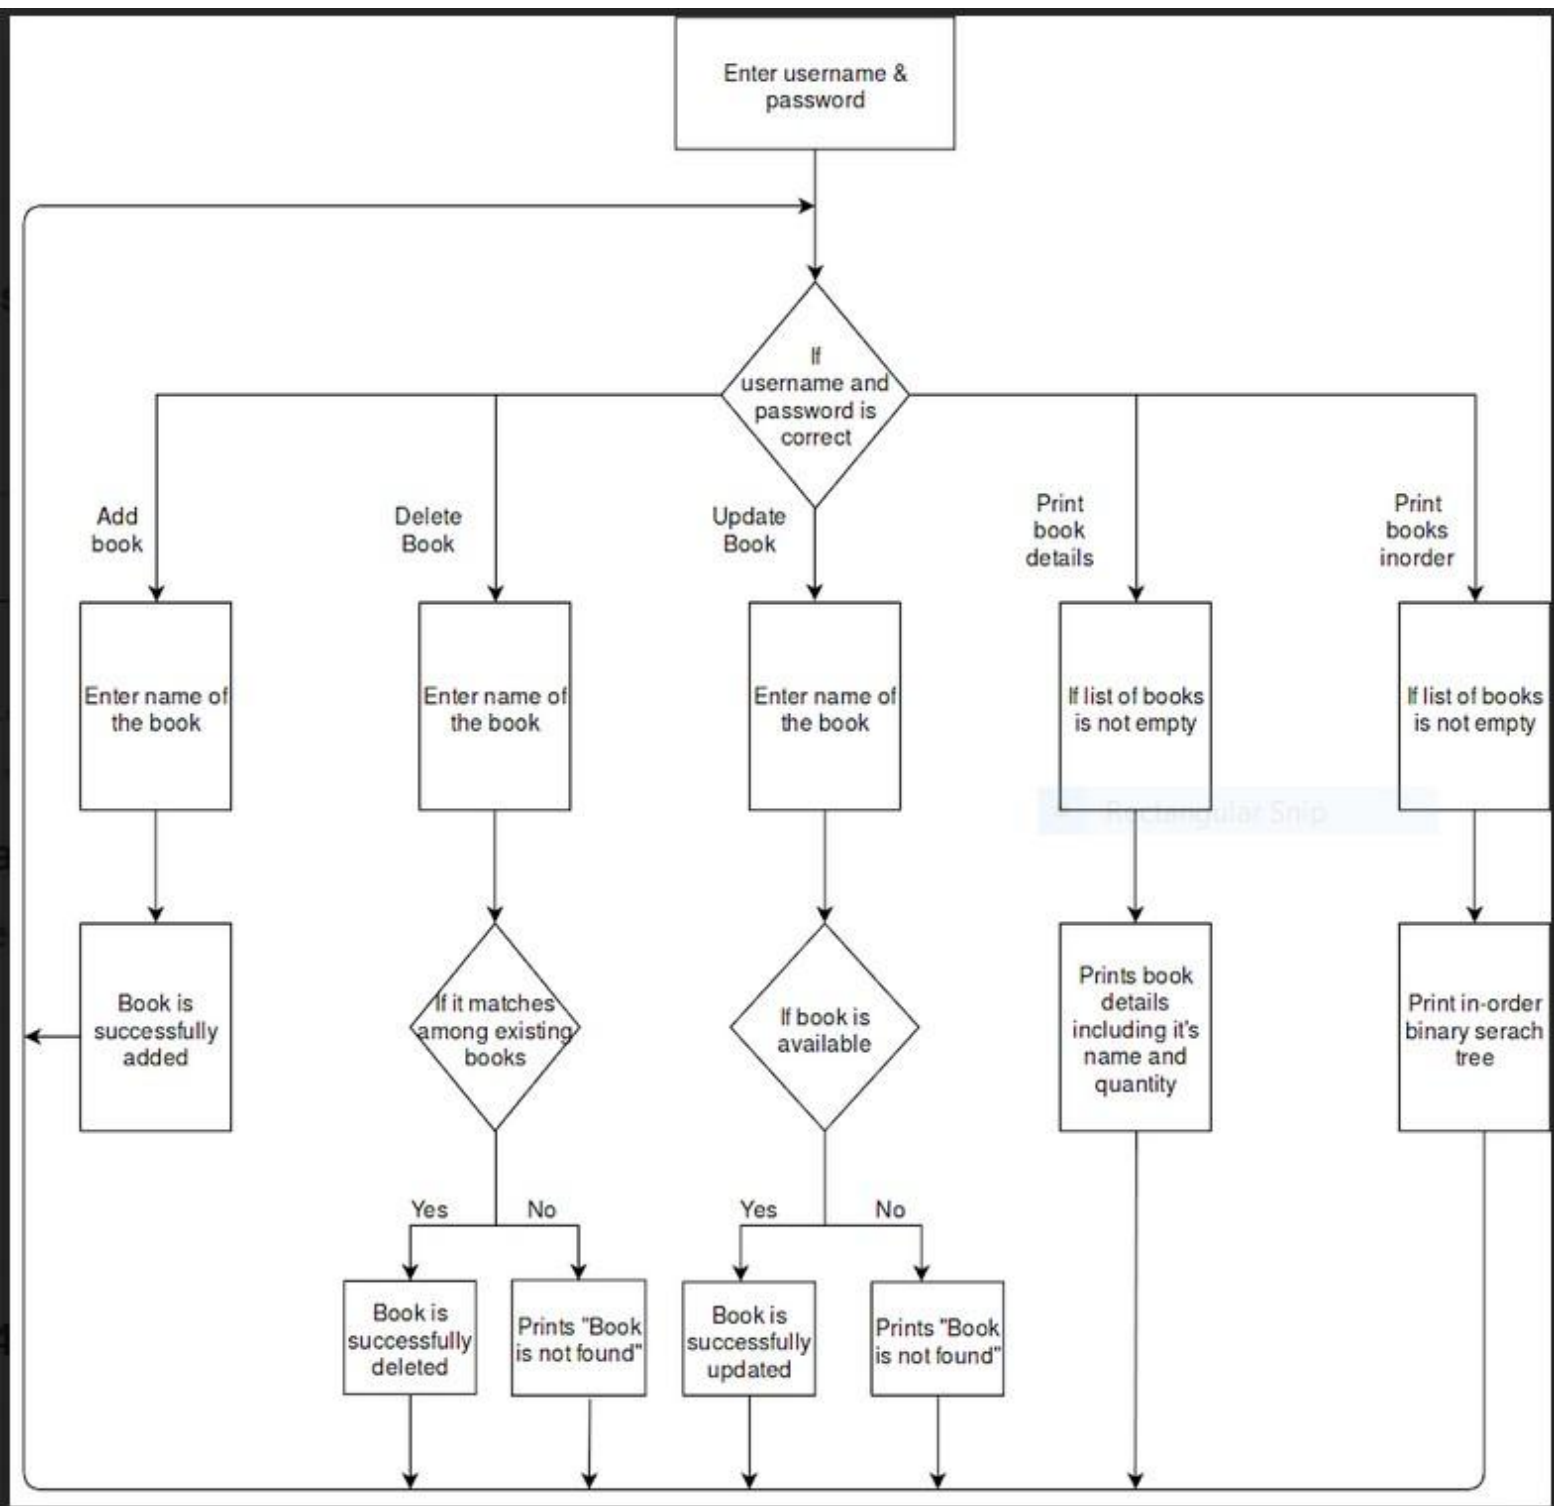 Enter username &
password
If
username and
password is
correct
Add
book
Delete
Book
Update
Book
Print
book
details
Print
books
inorder
Enter name of
the book
Enter name of
the book
Enter name of
the book
If list of books
is not empty
If list of books
is not empty
Rectangular Snip
Book is
successfully
added
If it matches
among existing
books
If book is
available
Prints book
details
including it's
name and
quantity
Print in-order
binary serach
tree
Yes
No
Yes
No
Book is
successfully
deleted
Prints "Book
is not found"
Book is
successfully
updated
Prints "Book
is not found"